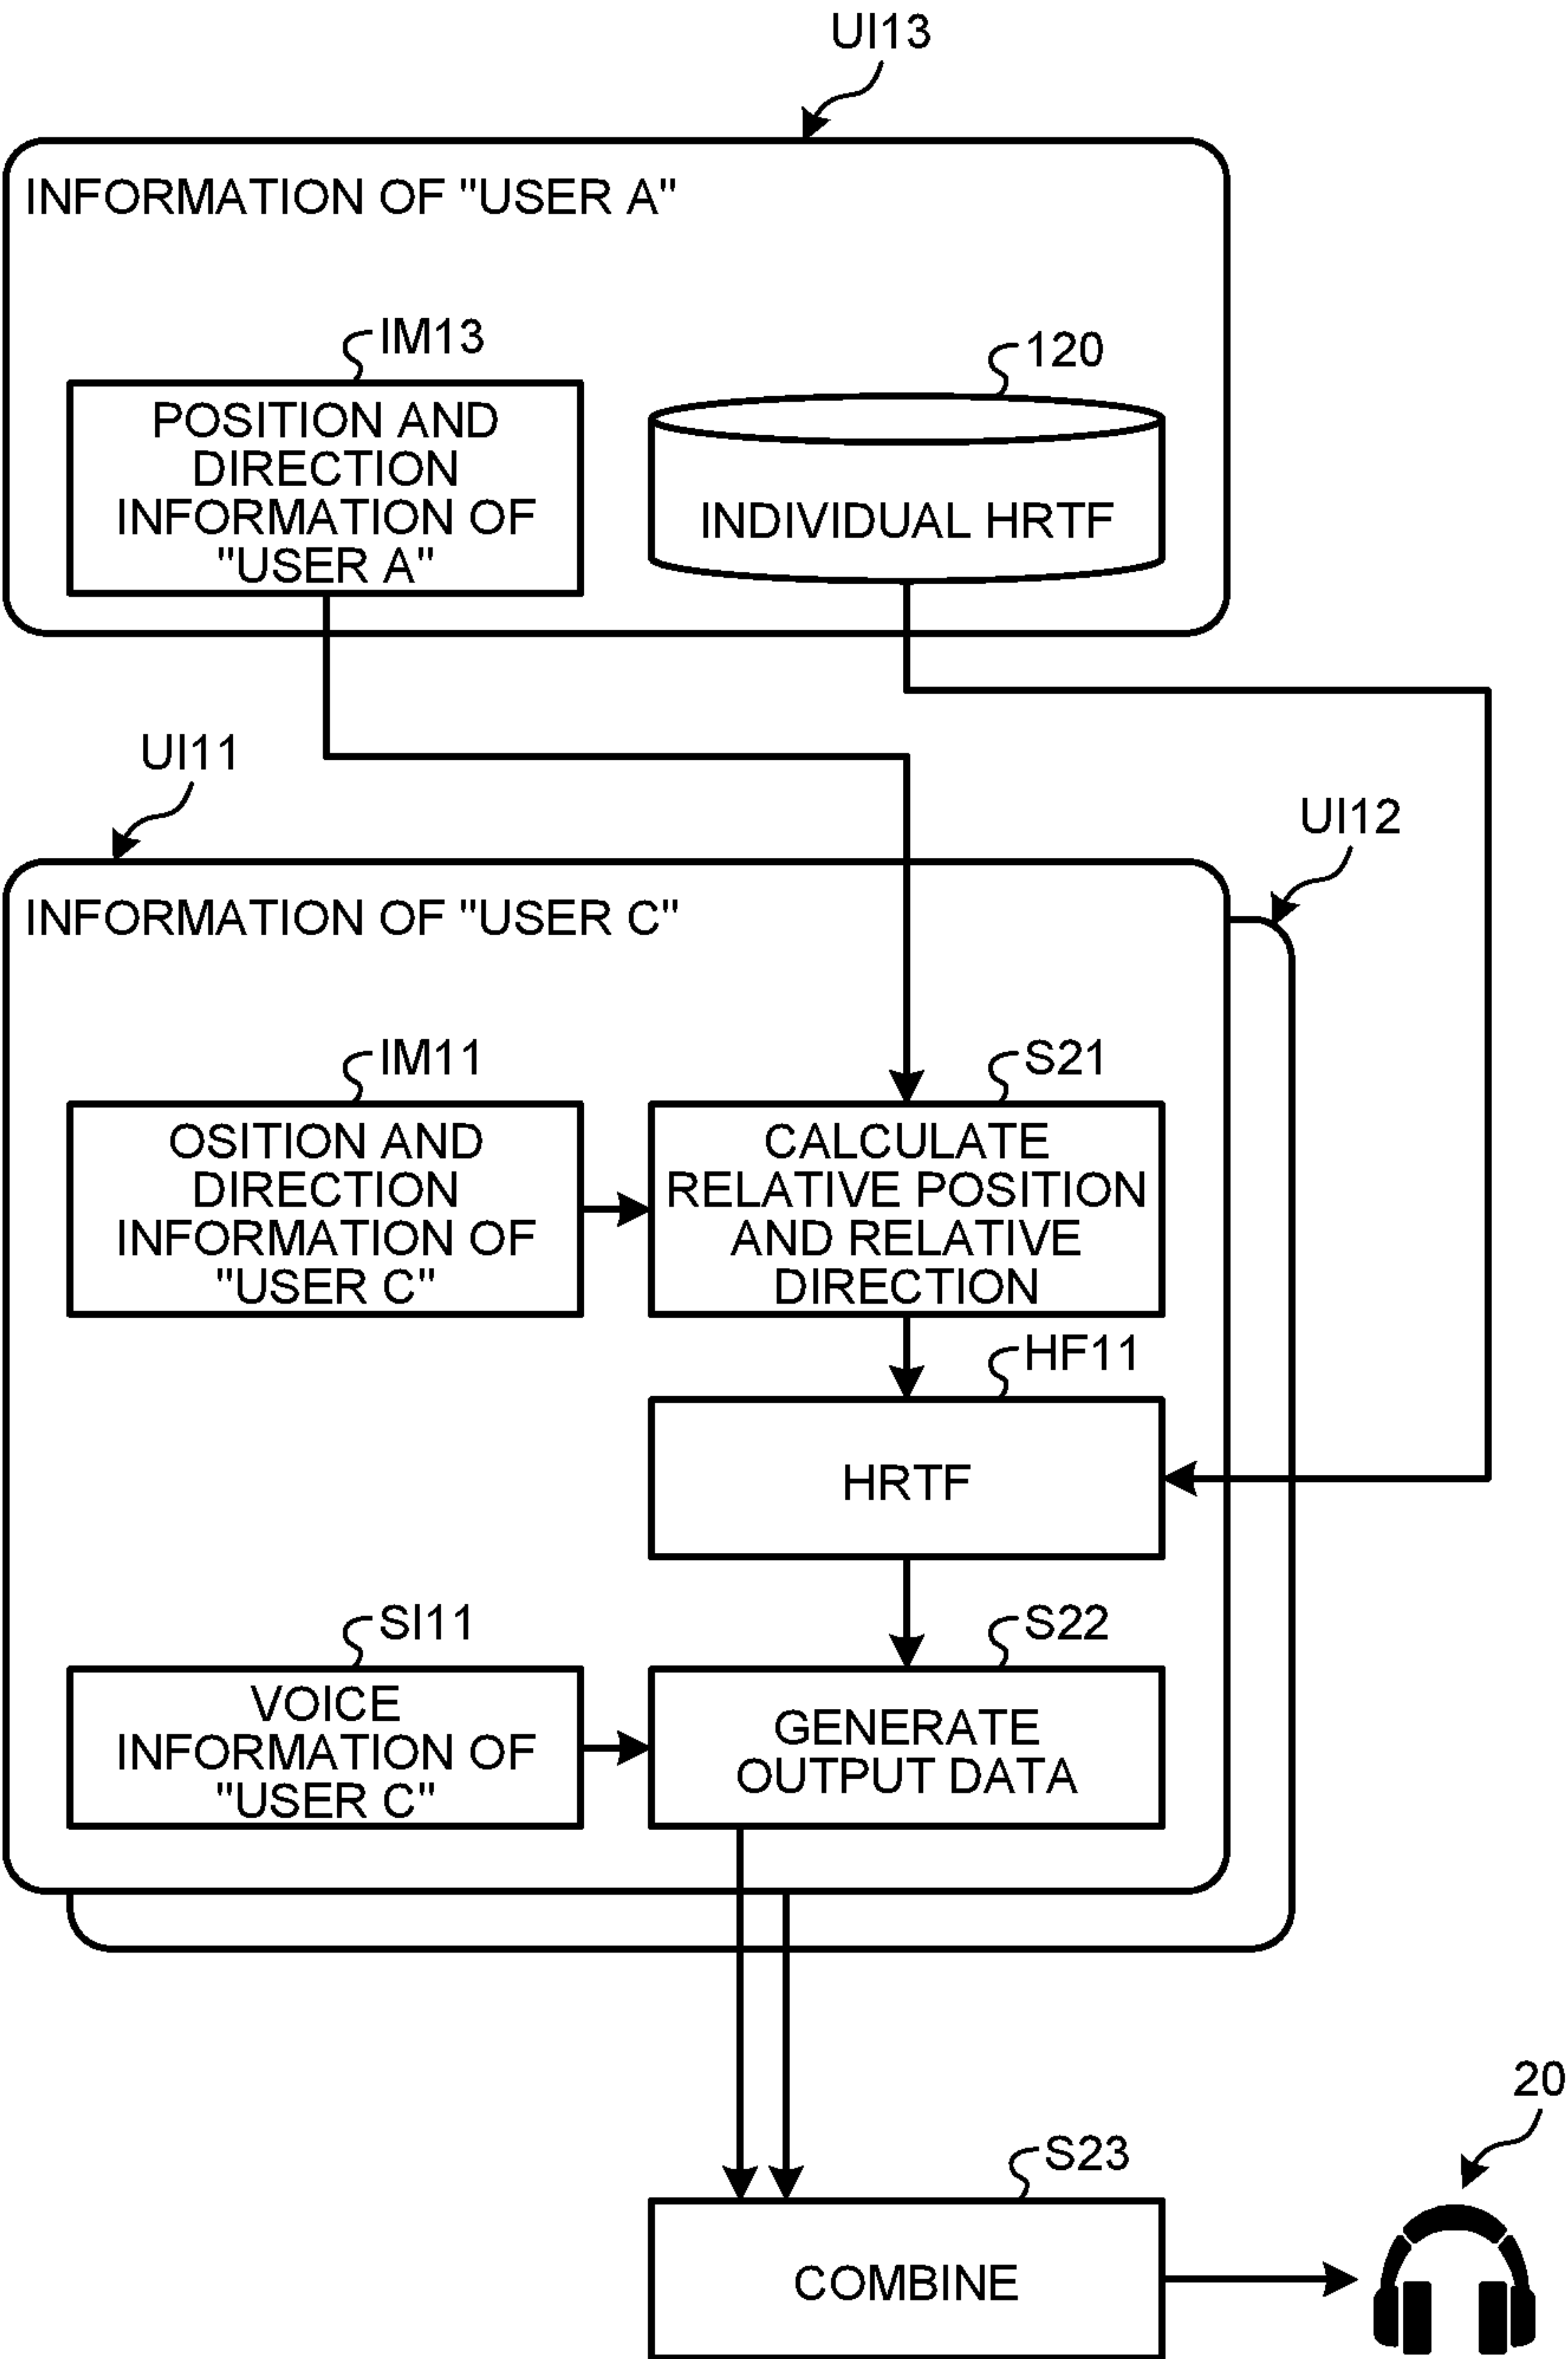 UI13
INFORMATION OF "USER A"
IM13
120
POSITION AND
DIRECTION
INFORMATION OF
"USER A"
INDIVIDUAL HRTF
UI11
UI12
INFORMATION OF "USER C"
IM11
S21
OSITION AND
DIRECTION
INFORMATION OF
"USER C"
CALCULATE
RELATIVE POSITION
AND RELATIVE
DIRECTION
HF11
HRTF
SI11
S22
VOICE
INFORMATION OF
"USER C"
GENERATE
OUTPUT DATA
20
S23
COMBINE